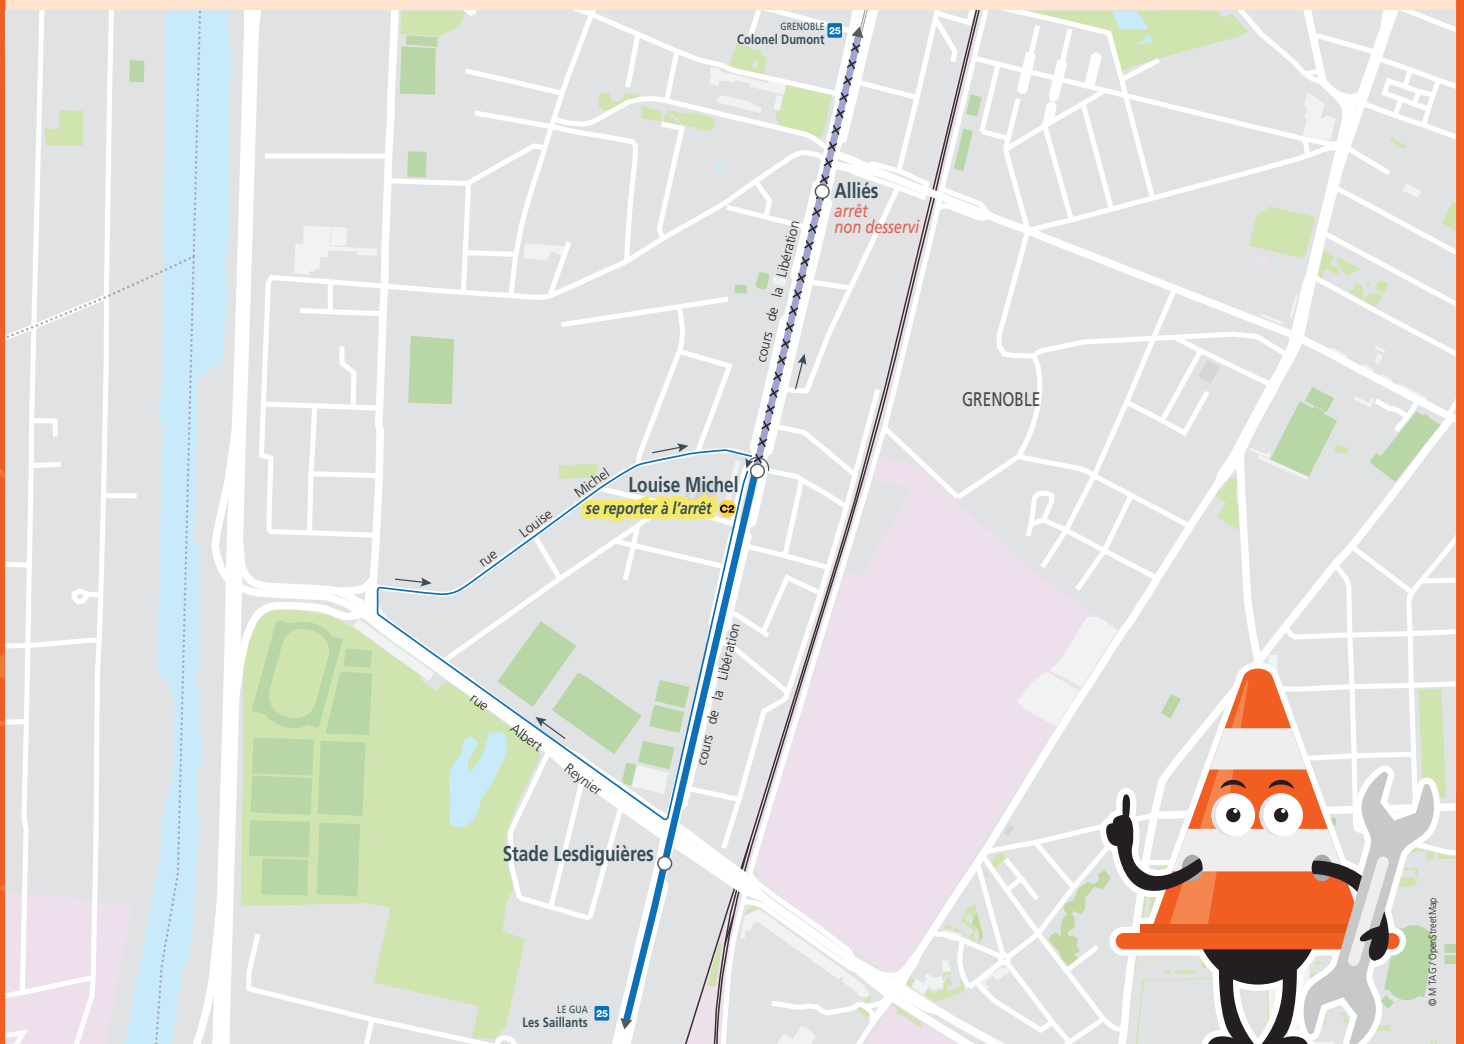 GRENOBLE
Colonel Dumont 25
Alliés
arrêt
non desservi
cours de la Libération
GRENOBLE
Louise Michel
se reporter à l'arrêt C2
rue Louise Michel
cours de la Libération
rue Albert Reynier
Stade Lesdiguières
LE GUA
Les Saillants 25
© M TAG / OpenStreetMap